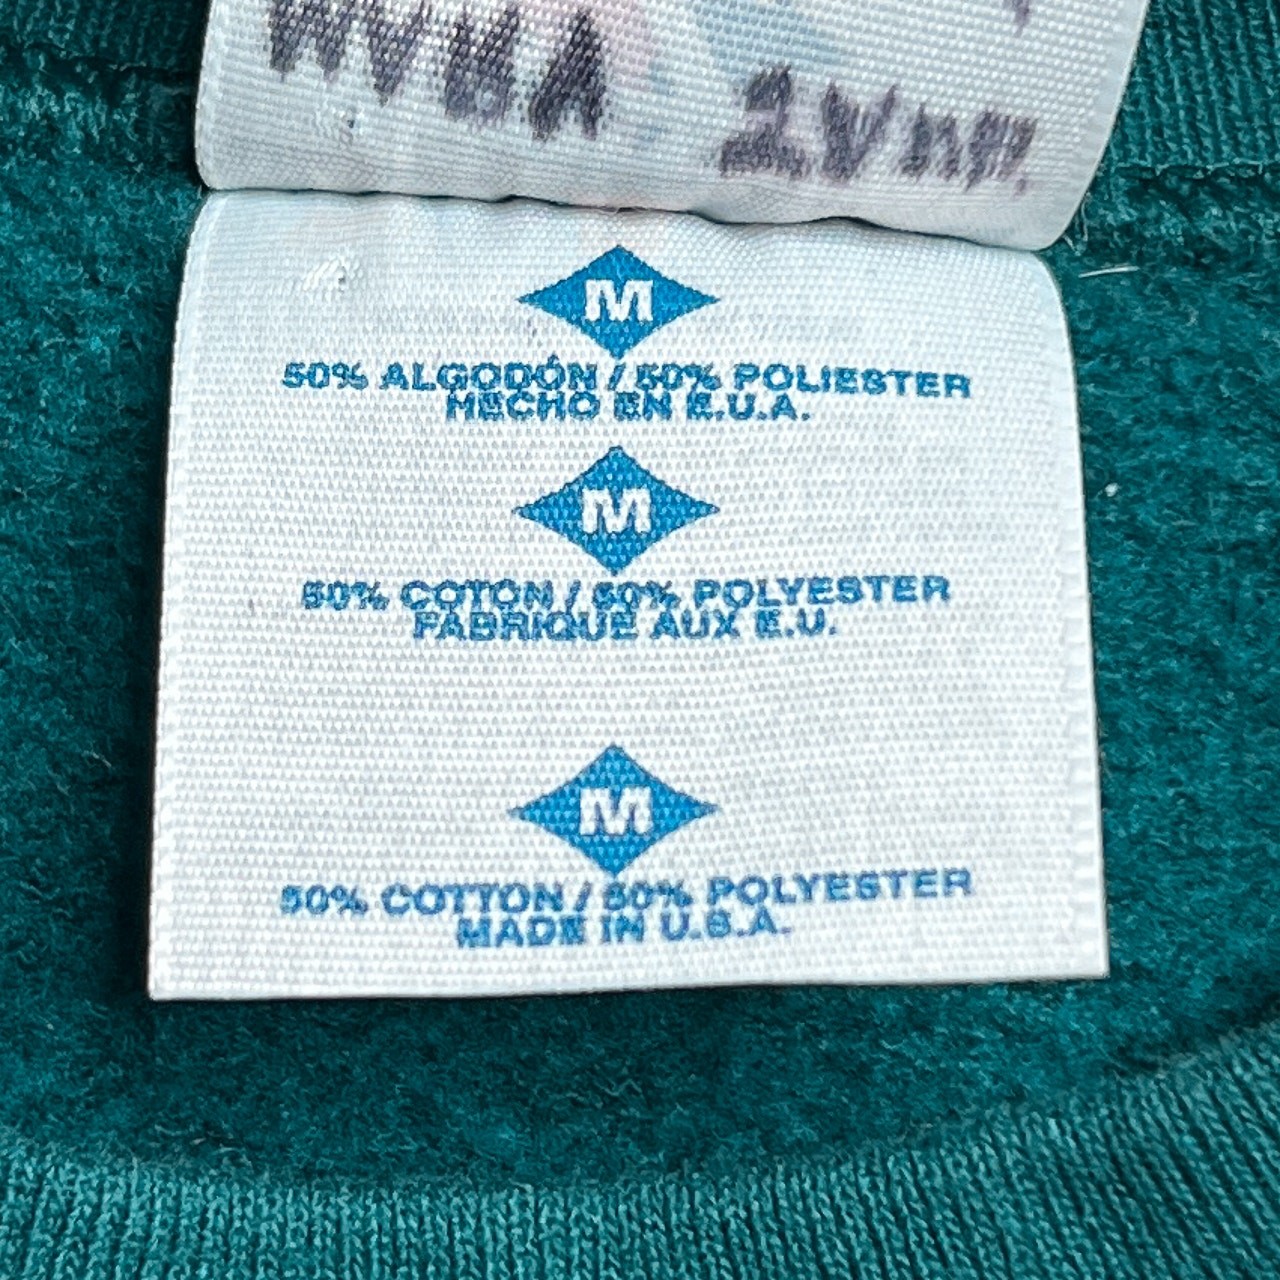 M
50% ALGODÓN / 50% POLIESTER
HECHO EN E.U.A.
M
50% COTON / 50% POLYESTER
FABRIQUE AUX E.U.
M
50% COTTON / 50% POLYESTER
MADE IN U.S.A.